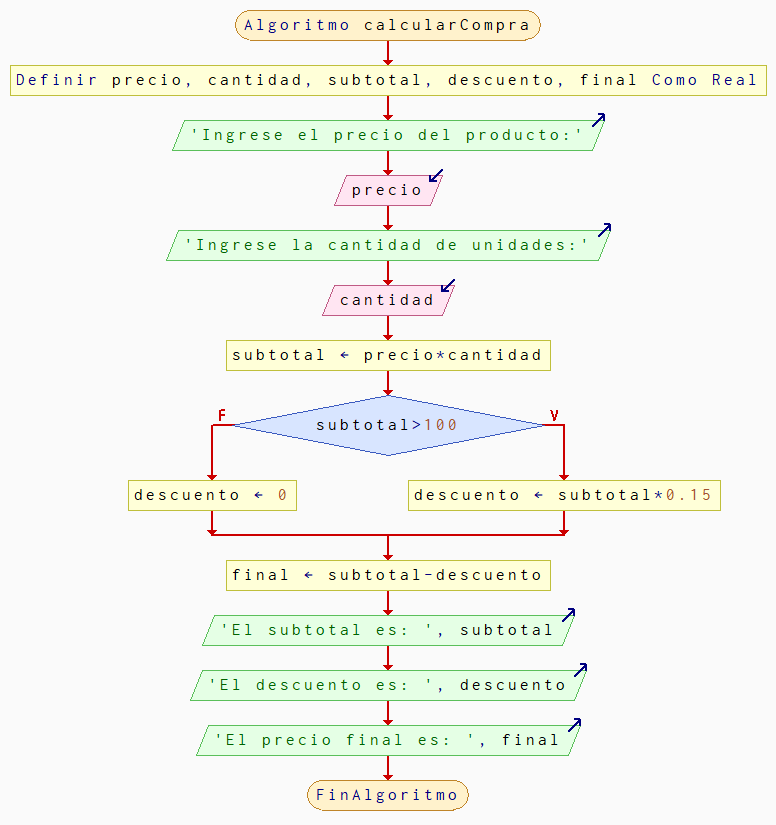 Algoritmo calcularCompra
Definir precio, cantidad, subtotal, descuento, final Como Real
'Ingrese el precio del producto:'
precio
'Ingrese la cantidad de unidades:'
cantidad
subtotal ← precio*cantidad
F
V
subtotal>100
descuento ← 0
descuento ← subtotal*0.15
final ← subtotal-descuento
'El subtotal es: ', subtotal
'El descuento es: ', descuento
'El precio final es: ', final
FinAlgoritmo